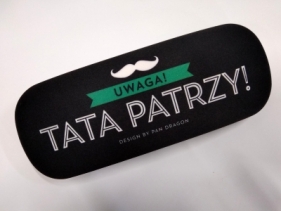 UWAGA!
TATA PATRZY!
DESIGN BY PAN DRAGON